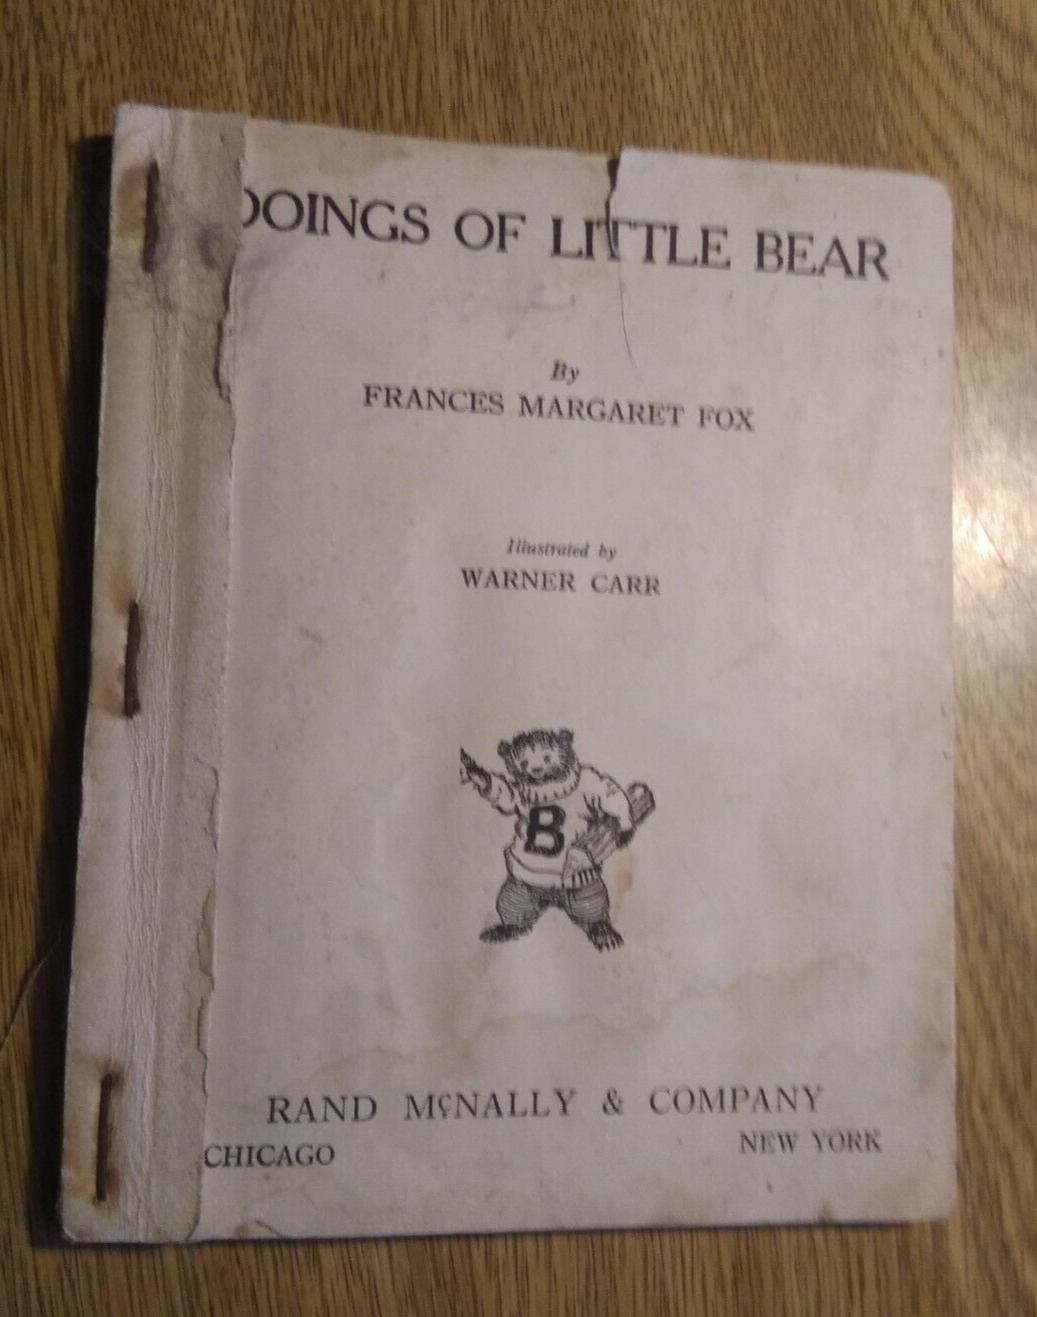 DOINGS OF LITTLE BEAR
By
FRANCES MARGARET FOX
Illustrated by
WARNER CARR
B
RAND McNALLY & COMPANY
CHICAGO NEW YORK